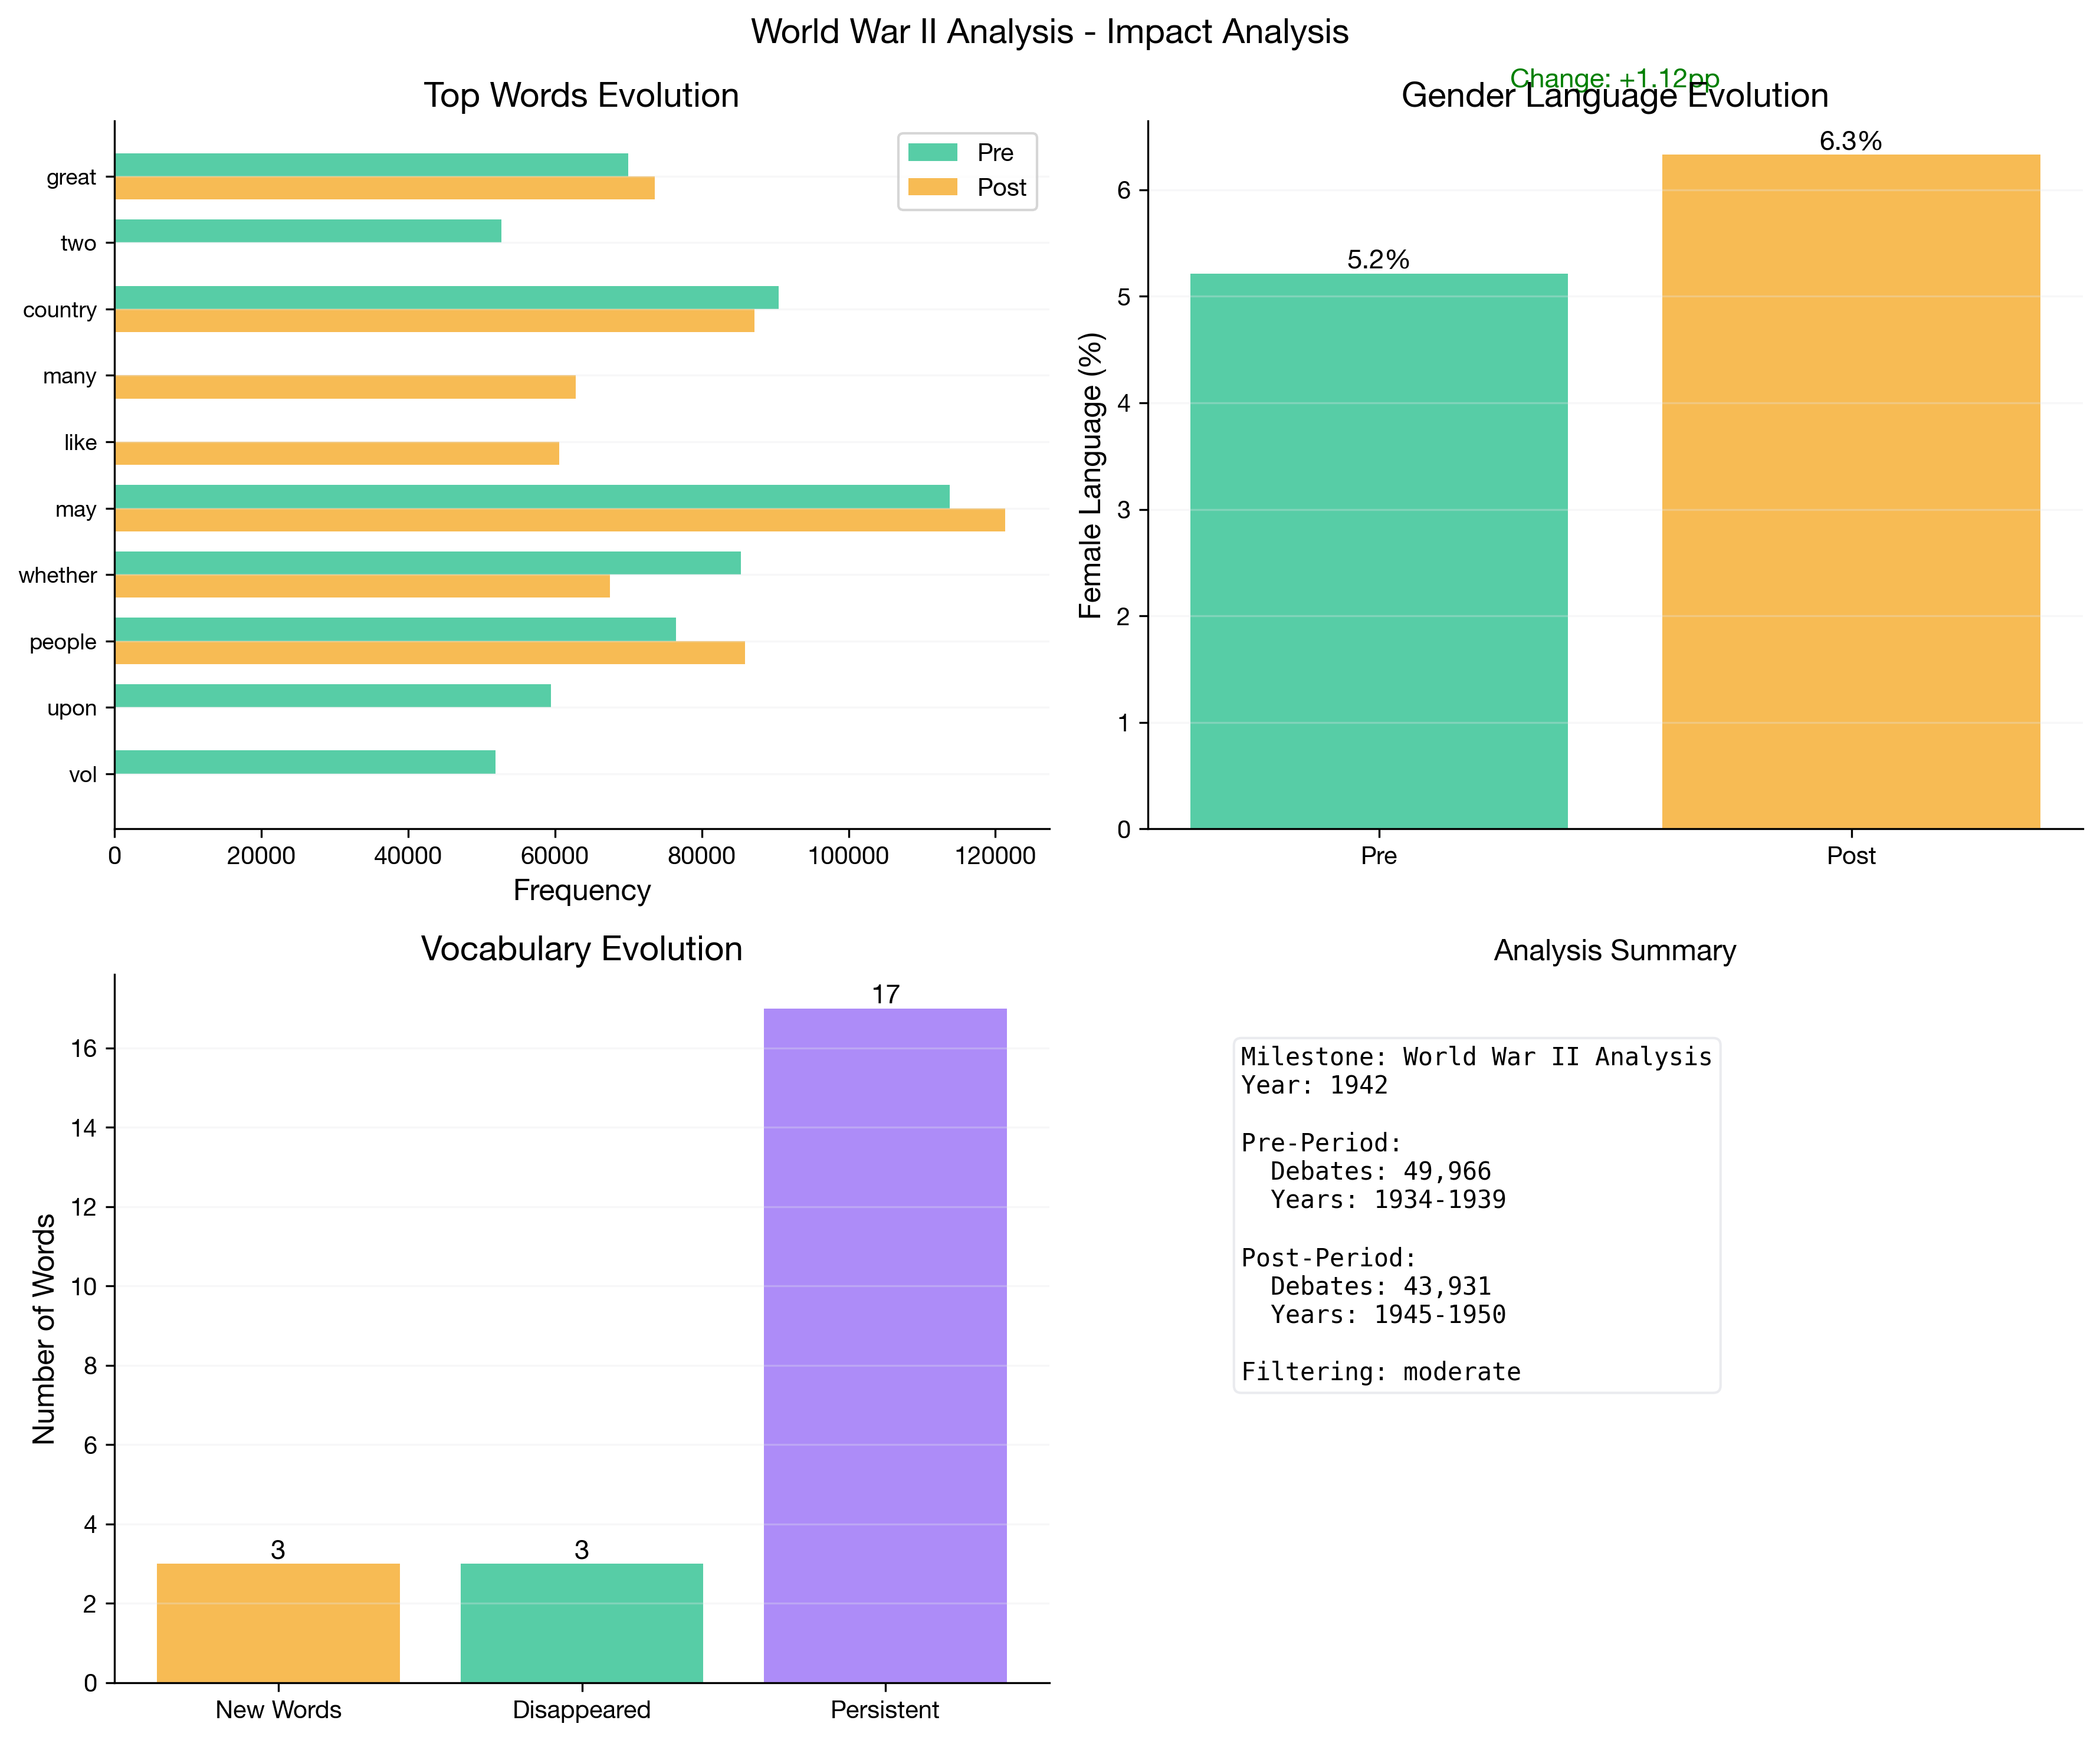 World War II Analysis - Impact Analysis
Top Words Evolution
Pre
Post
great
two
country
many
like
may
whether
people
upon
vol
0 20000 40000 60000 80000 100000 120000
Frequency
Change: +1.12pp
Gender Language Evolution
Female Language (%)
6
5
4
3
2
1
0
5.2%
6.3%
Pre Post
Vocabulary Evolution
Number of Words
16
14
12
10
8
6
4
2
0
3
3
17
New Words Disappeared Persistent
Analysis Summary
Milestone: World War II Analysis
Year: 1942
Pre-Period:
Debates: 49,966
Years: 1934-1939
Post-Period:
Debates: 43,931
Years: 1945-1950
Filtering: moderate